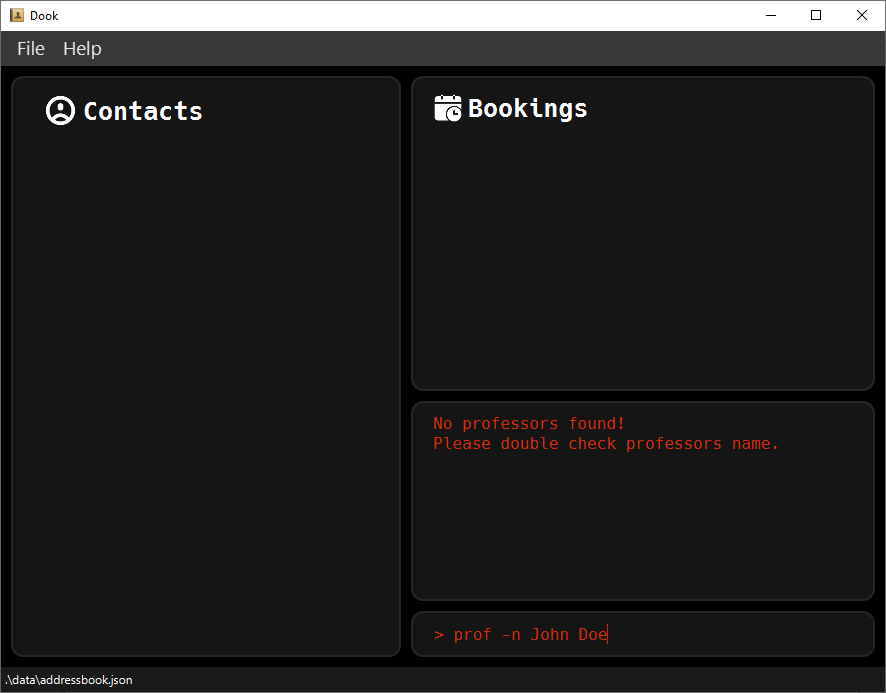 Dook
File Help
Contacts
Bookings
No professors found!
Please double check professors name.
> prof -n John Doe
.\data\addressbook.json